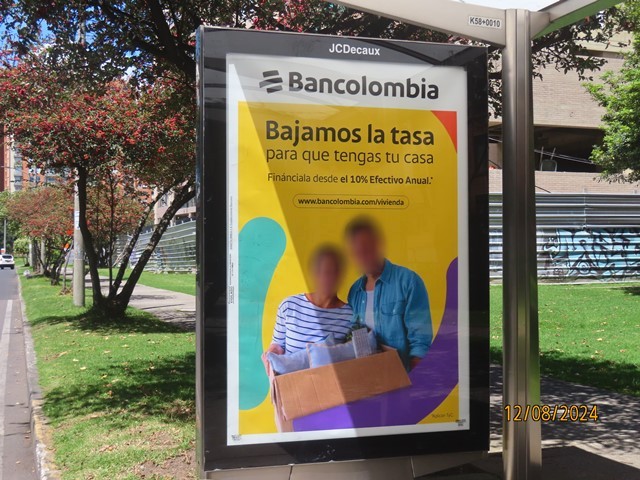 K58+0010
JCDecaux
Bancolombia
Bajamos la tasa
para que tengas tu casa
Fináncíala desde el 10% Efectivo Anual.*
www.bancolombia.com/vivienda
12/08/2024